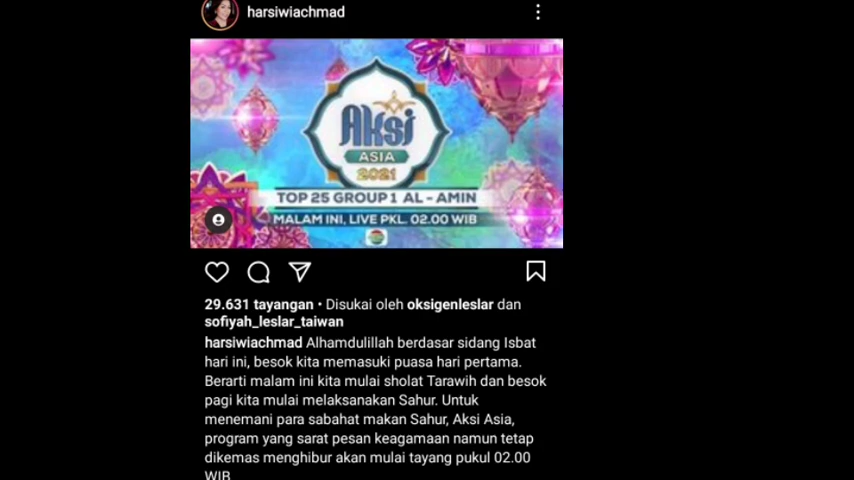 harsiwiachmad
Aksi
ASIA
2021
TOP 25 GROUP 1 AL - AMIN
MALAM INI, LIVE PKL. 02.00 WIB
29.631 tayangan • Disukai oleh oksigenleslar dan
sofiyah_leslar_taiwan
harsiwiachmad Alhamdulillah berdasar sidang Isbat
hari ini, besok kita memasuki puasa hari pertama.
Berarti malam ini kita mulai sholat Tarawih dan besok
pagi kita mulai melaksanakan Sahur. Untuk
menemani para sabahat makan Sahur, Aksi Asia,
program yang sarat pesan keagamaan namun tetap
dikemas menghibur akan mulai tayang pukul 02.00
WIB